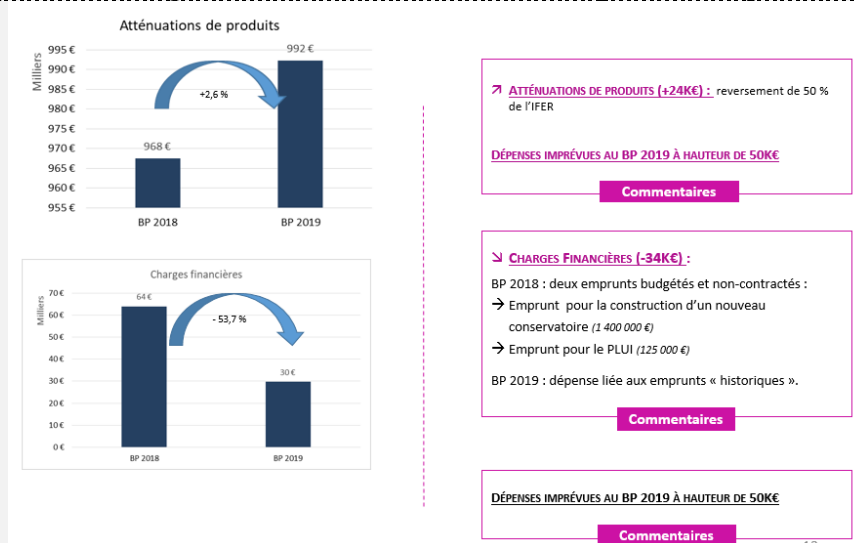 Atténuations de produits
Milliers
995 €
990 €
985 €
980 €
975 €
970 €
965 €
960 €
955 €
968 €
+2,6 %
992 €
BP 2018
BP 2019
Charges financières
Milliers
70 €
60 €
50 €
40 €
30 €
20 €
10 €
0 €
64 €
- 53,7 %
30 €
BP 2018
BP 2019
ATTÉNUATIONS DE PRODUITS (+24K€) : reversement de 50 %
de l'IFER
DÉPENSES IMPRÉVUES AU BP 2019 À HAUTEUR DE 50K€
Commentaires
CHARGES FINANCIÈRES (-34K€) :
BP 2018 : deux emprunts budgétés et non-contractés :
→ Emprunt pour la construction d'un nouveau
conservatoire (1 400 000 €)
→ Emprunt pour le PLUI (125 000 €)
BP 2019 : dépense liée aux emprunts « historiques ».
Commentaires
DÉPENSES IMPRÉVUES AU BP 2019 À HAUTEUR DE 50K€
Commentaires